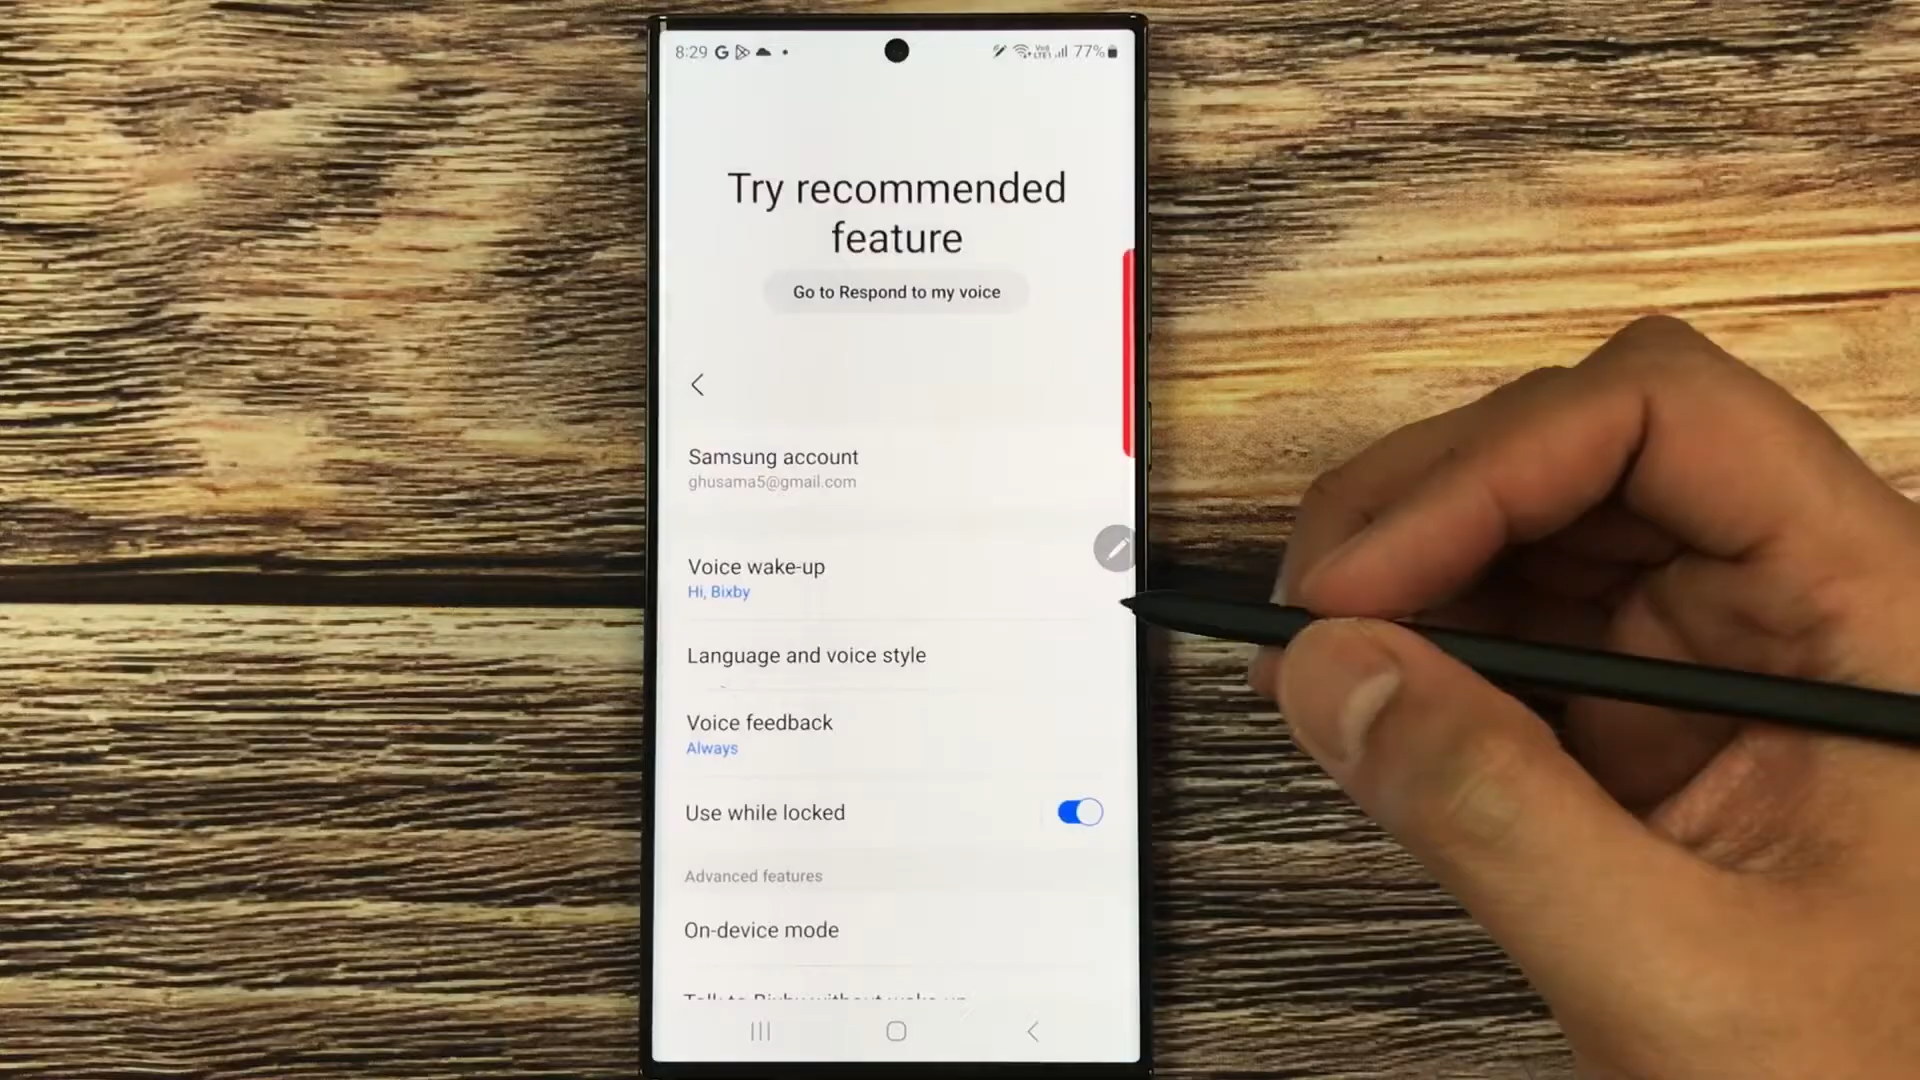 8:29 G 77%
Try recommended
feature
Go to Respond to my voice
Samsung account
ghusama5@gmail.com
Voice wake-up
Hi, Bixby
Language and voice style
Voice feedback
Always
Use while locked
Advanced features
On-device mode